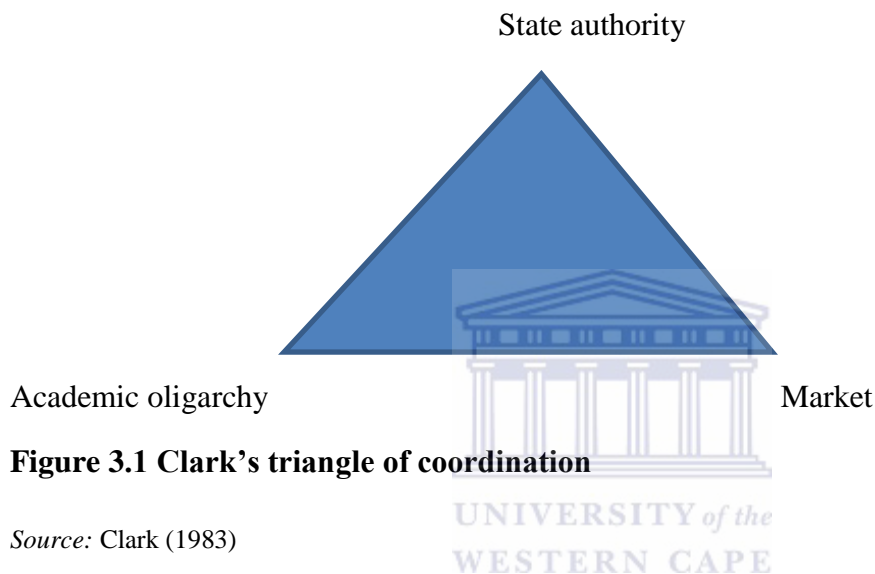 State authority
Academic oligarchy Market
Figure 3.1 Clark’s triangle of coordination
UNIVERSITY of the
Source: Clark (1983)
WESTERN CAPE